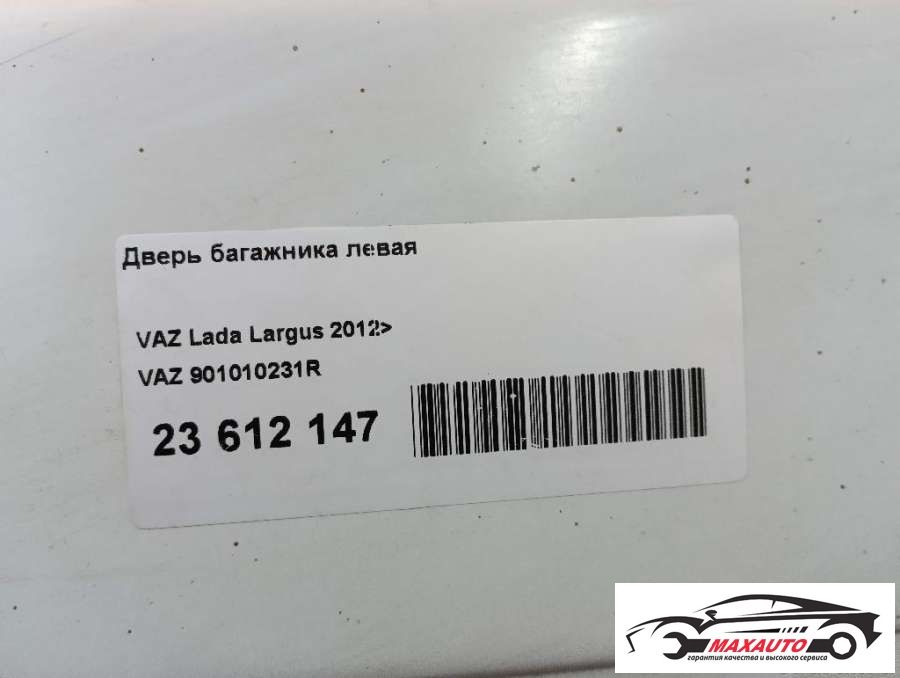 Дверь багажника левая
VAZ Lada Largus 2012>
VAZ 901010231R
23 612 147
MAXAUTO
гарантия качества и высокого сервиса